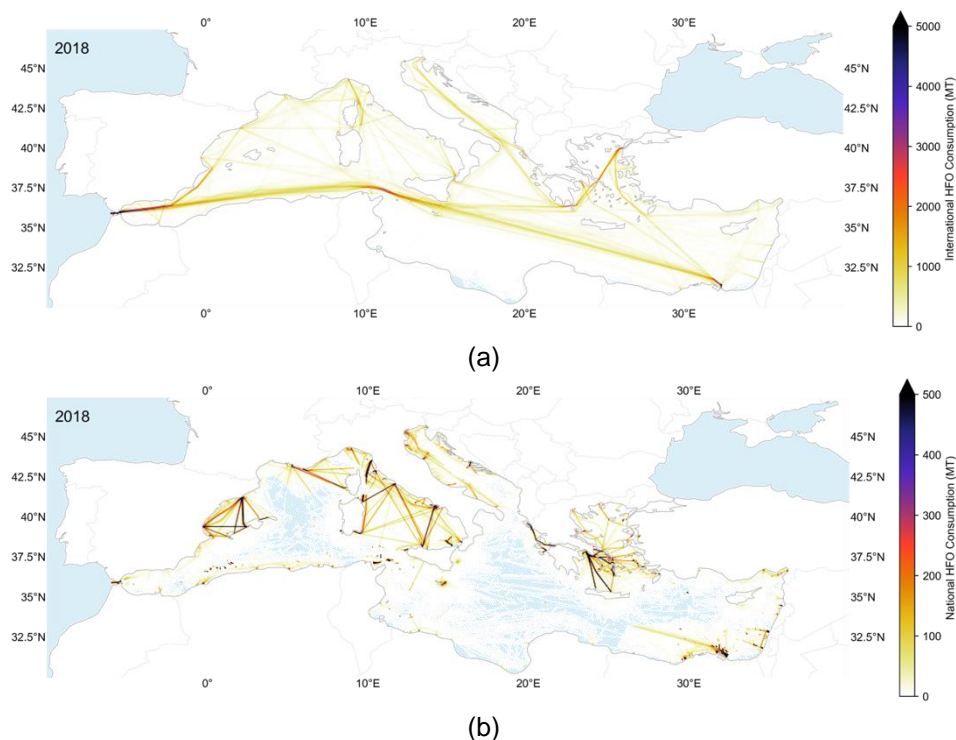 0° 10°E 20°E 30°E
2018
45°N 45°N
42.5°N 42.5°N
40°N 40°N
37.5°N 37.5°N
35°N 35°N
32.5°N 32.5°N
0° 10°E 20°E 30°E
5000
4000
3000
2000
1000
0
International HFO Consumption (MT)
(a)
0° 10°E 20°E 30°E
2018
45°N 45°N
42.5°N 42.5°N
40°N 40°N
37.5°N 37.5°N
35°N 35°N
32.5°N 32.5°N
0° 10°E 20°E 30°E
500
400
300
200
100
0
National HFO Consumption (MT)
(b)